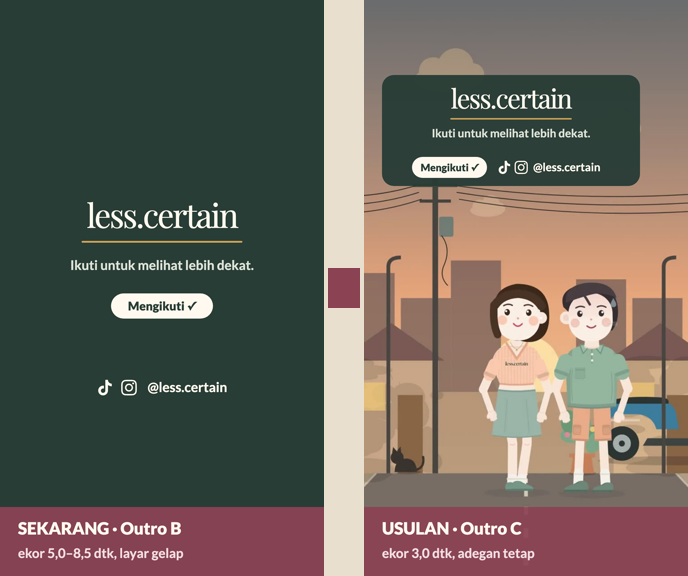 less.certain
Ikuti untuk melihat lebih dekat.
Mengikuti ✓
@less.certain
SEKARANG · Outro B
ekor 5,0–8,5 dtk, layar gelap
less.certain
Ikuti untuk melihat lebih dekat.
Mengikuti ✓ @less.certain
less.certain
USULAN · Outro C
ekor 3,0 dtk, adegan tetap